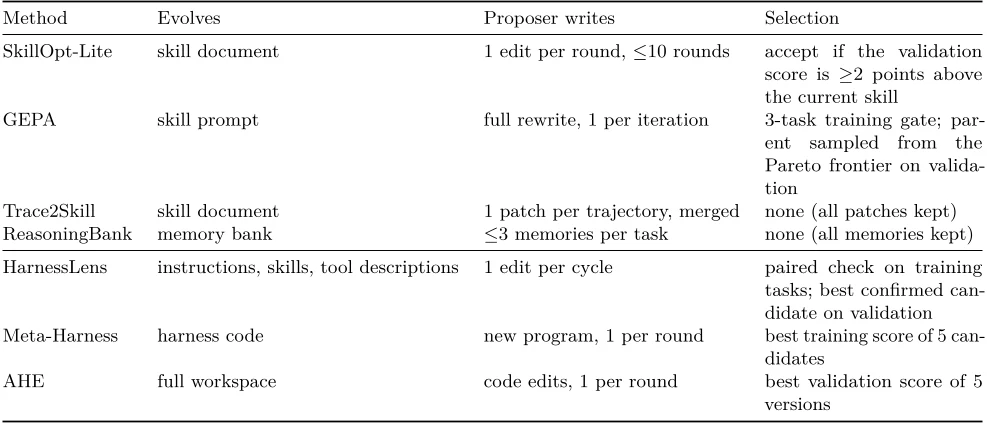 Method Evolves Proposer writes Selection
SkillOpt-Lite skill document 1 edit per round, ≤10 rounds accept if the validation
score is ≥2 points above
the current skill
GEPA skill prompt full rewrite, 1 per iteration 3-task training gate; par-
ent sampled from the
Pareto frontier on valida-
tion
Trace2Skill skill document 1 patch per trajectory, merged none (all patches kept)
ReasoningBank memory bank ≤3 memories per task none (all memories kept)
HarnessLens instructions, skills, tool descriptions 1 edit per cycle paired check on training
tasks; best confirmed can-
didate on validation
Meta-Harness harness code new program, 1 per round best training score of 5 can-
didates
AHE full workspace code edits, 1 per round best validation score of 5
versions